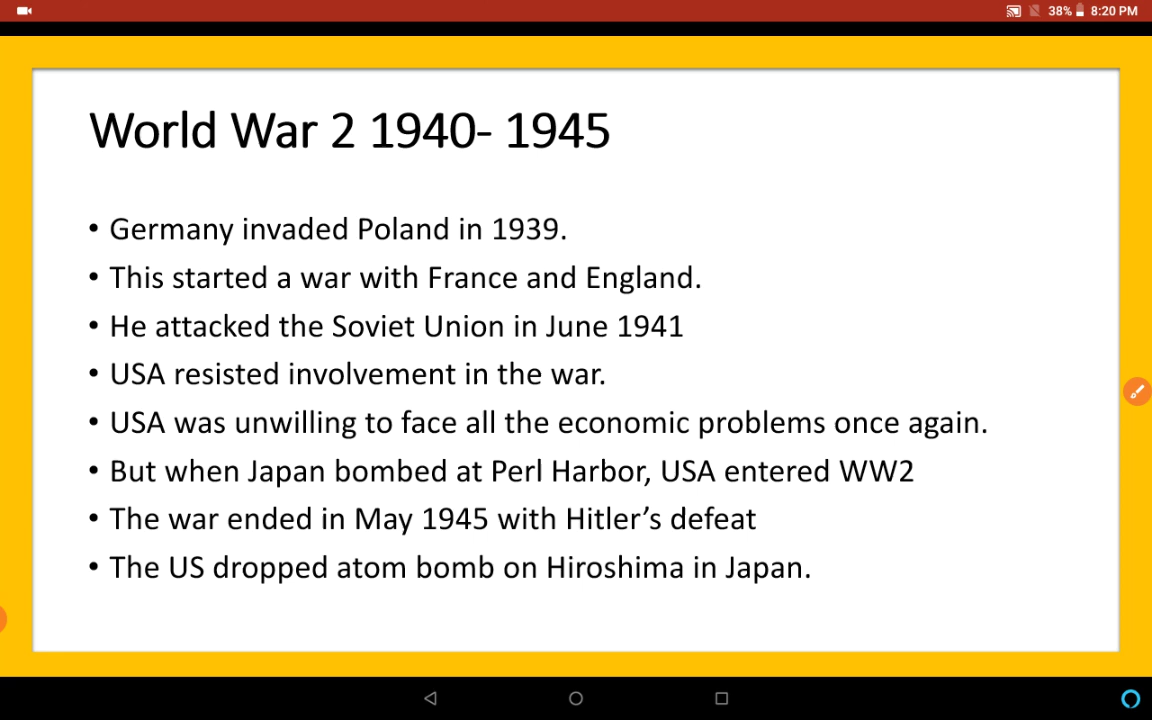 38% 8:20 PM
World War 2 1940- 1945
• Germany invaded Poland in 1939.
• This started a war with France and England.
• He attacked the Soviet Union in June 1941
• USA resisted involvement in the war.
• USA was unwilling to face all the economic problems once again.
• But when Japan bombed at Perl Harbor, USA entered WW2
• The war ended in May 1945 with Hitler’s defeat
• The US dropped atom bomb on Hiroshima in Japan.